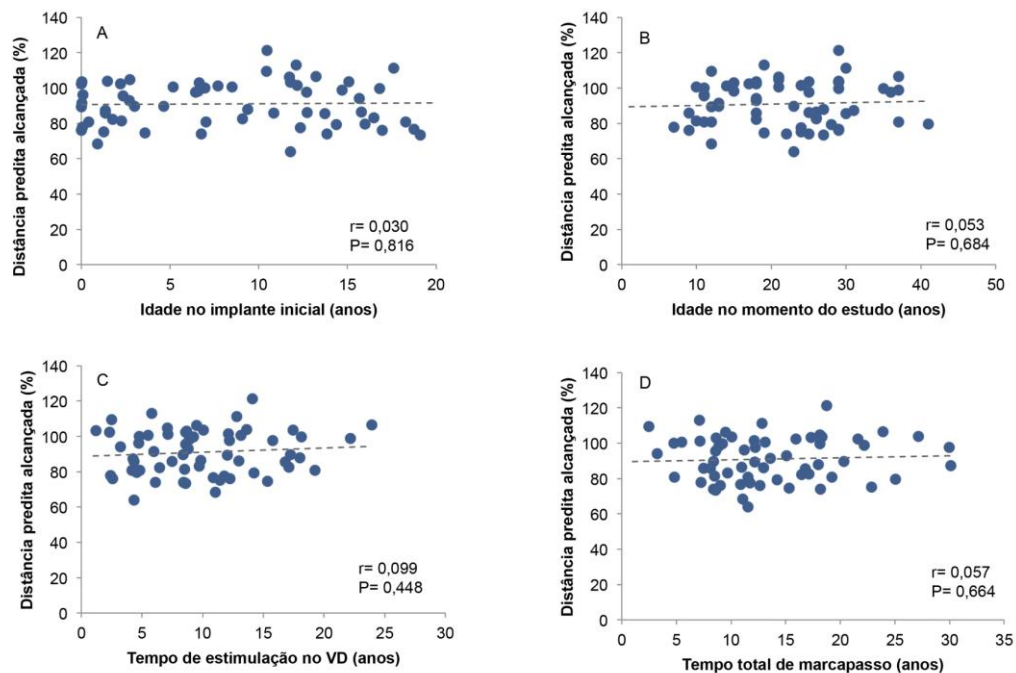 A
Distância predita alcançada (%)
140
120
100
80
60
40
20
0
r= 0,030
P= 0,816
0 5 10 15 20
Idade no implante inicial (anos)
B
Distância predita alcançada (%)
140
120
100
80
60
40
20
0
r= 0,053
P= 0,684
0 10 20 30 40 50
Idade no momento do estudo (anos)
C
Distância predita alcançada (%)
140
120
100
80
60
40
20
0
r= 0,099
P= 0,448
0 5 10 15 20 25 30
Tempo de estimulação no VD (anos)
D
Distância predita alcançada (%)
140
120
100
80
60
40
20
0
r= 0,057
P= 0,664
0 5 10 15 20 25 30 35
Tempo total de marcapasso (anos)